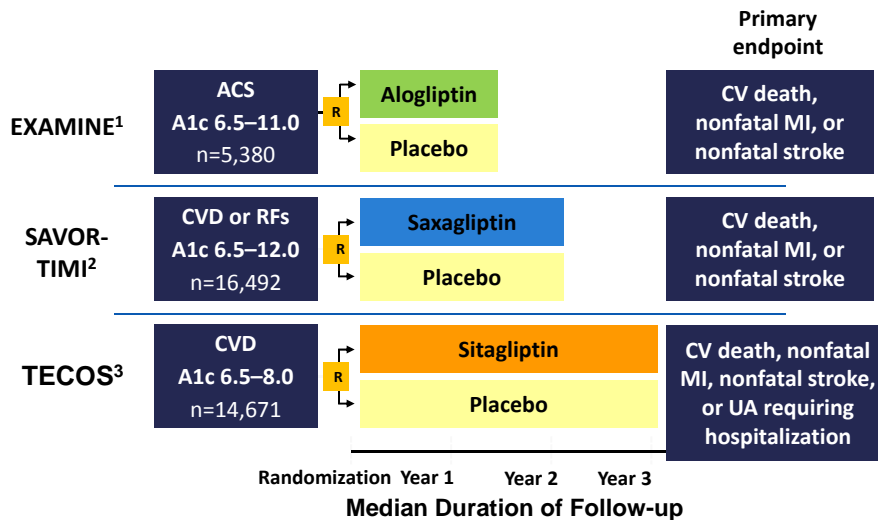 Primary
endpoint
EXAMINE1
ACS
A1c 6.5–11.0
n=5,380
R
Alogliptin
Placebo
CV death,
nonfatal MI, or
nonfatal stroke
SAVOR-
TIMI2
CVD or RFs
A1c 6.5–12.0
n=16,492
R
Saxagliptin
Placebo
CV death,
nonfatal MI, or
nonfatal stroke
TECOS3
CVD
A1c 6.5–8.0
n=14,671
R
Sitagliptin
Placebo
CV death, nonfatal
MI, nonfatal stroke,
or UA requiring
hospitalization
Randomization Year 1 Year 2 Year 3
Median Duration of Follow-up